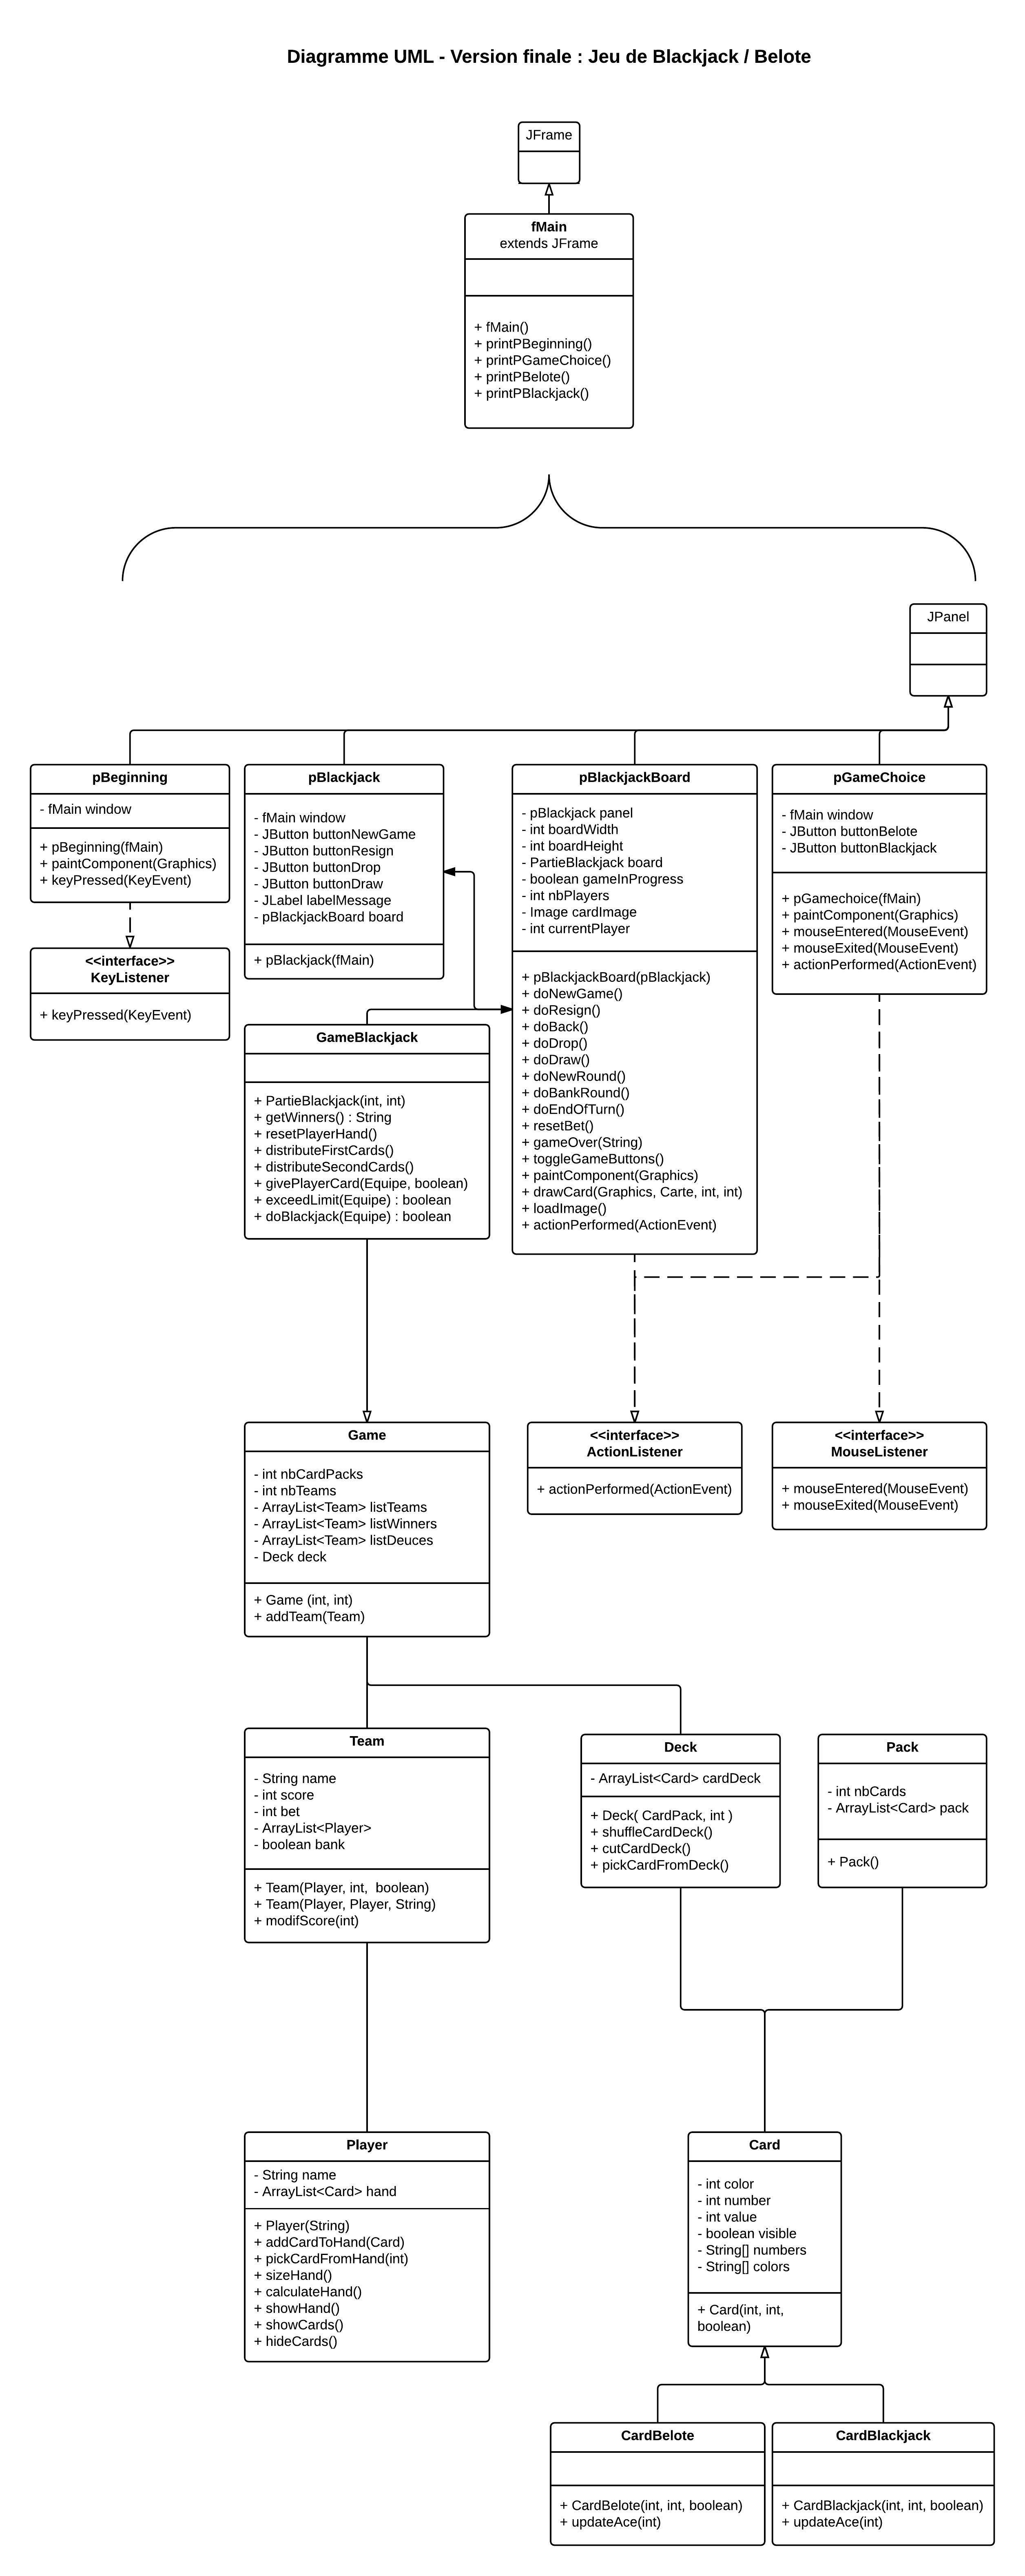 Diagramme UML - Version finale : Jeu de Blackjack / Belote
JFrame
fMain
extends JFrame
+ fMain()
+ printPBeginning()
+ printPGameChoice()
+ printPBelote()
+ printPBlackjack()
JPanel
pBeginning
- fMain window
+ pBeginning(fMain)
+ paintComponent(Graphics)
+ keyPressed(KeyEvent)
<<interface>>
KeyListener
+ keyPressed(KeyEvent)
pBlackjack
- fMain window
- JButton buttonNewGame
- JButton buttonResign
- JButton buttonDrop
- JButton buttonDraw
- JLabel labelMessage
- pBlackjackBoard board
+ pBlackjack(fMain)
pBlackjackBoard
- pBlackjack panel
- int boardWidth
- int boardHeight
- PartieBlackjack board
- boolean gameInProgress
- int nbPlayers
- Image cardImage
- int currentPlayer
+ pBlackjackBoard(pBlackjack)
+ doNewGame()
+ doResign()
+ doBack()
+ doDrop()
+ doDraw()
+ doNewRound()
+ doBankRound()
+ doEndOfTurn()
+ resetBet()
+ gameOver(String)
+ toggleGameButtons()
+ paintComponent(Graphics)
+ drawCard(Graphics, Carte, int, int)
+ loadImage()
+ actionPerformed(ActionEvent)
pGameChoice
- fMain window
- JButton buttonBelote
- JButton buttonBlackjack
+ pGamechoice(fMain)
+ paintComponent(Graphics)
+ mouseEntered(MouseEvent)
+ mouseExited(MouseEvent)
+ actionPerformed(ActionEvent)
GameBlackjack
+ PartieBlackjack(int, int)
+ getWinners() : String
+ resetPlayerHand()
+ distributeFirstCards()
+ distributeSecondCards()
+ givePlayerCard(Equipe, boolean)
+ exceedLimit(Equipe) : boolean
+ doBlackjack(Equipe) : boolean
Game
- int nbCardPacks
- int nbTeams
- ArrayList<Team> listTeams
- ArrayList<Team> listWinners
- ArrayList<Team> listDeuces
- Deck deck
+ Game (int, int)
+ addTeam(Team)
<<interface>>
ActionListener
+ actionPerformed(ActionEvent)
<<interface>>
MouseListener
+ mouseEntered(MouseEvent)
+ mouseExited(MouseEvent)
Team
- String name
- int score
- int bet
- ArrayList<Player>
- boolean bank
+ Team(Player, int,  boolean)
+ Team(Player, Player, String)
+ modifScore(int)
Deck
- ArrayList<Card> cardDeck
+ Deck( CardPack, int )
+ shuffleCardDeck()
+ cutCardDeck()
+ pickCardFromDeck()
Pack
- int nbCards
- ArrayList<Card> pack
+ Pack()
Player
- String name
- ArrayList<Card> hand
+ Player(String)
+ addCardToHand(Card)
+ pickCardFromHand(int)
+ sizeHand()
+ calculateHand()
+ showHand()
+ showCards()
+ hideCards()
Card
- int color
- int number
- int value
- boolean visible
- String[] numbers
- String[] colors
+ Card(int, int,
boolean)
CardBelote
+ CardBelote(int, int, boolean)
+ updateAce(int)
CardBlackjack
+ CardBlackjack(int, int, boolean)
+ updateAce(int)